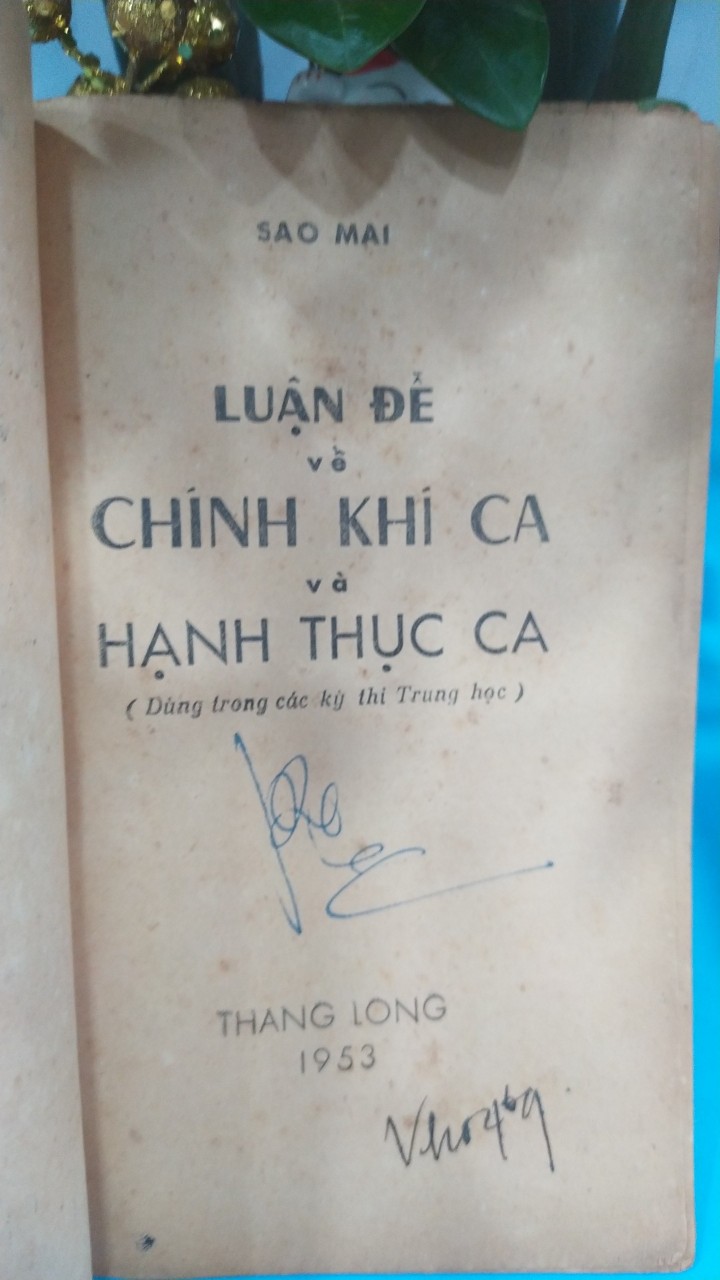 SAO MAI
LUẬN ĐỀ
về
CHÍNH KHÍ CA
và
HẠNH THỤC CA
( Dùng trong các kỳ thi Trung học )
THANG LONG
1953